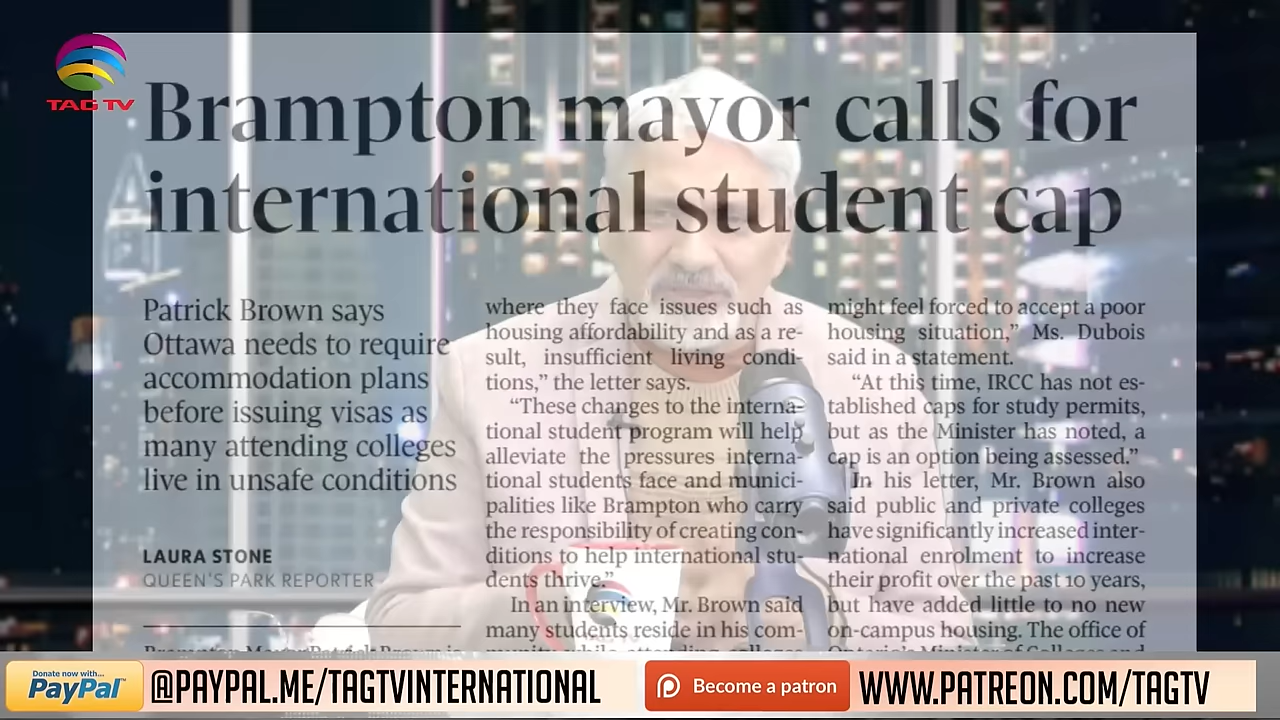 TAG TV
Brampton mayor calls for
international student cap
Patrick Brown says
Ottawa needs to require
accommodation plans
before issuing visas as
many attending colleges
live in unsafe conditions
LAURA STONE
QUEEN'S PARK REPORTER
where they face issues such as
housing affordability and as a re-
sult, insufficient living condi-
tions,” the letter says.
“These changes to the interna-
tional student program will help
alleviate the pressures interna-
tional students face and munici-
palities like Brampton who carry
the responsibility of creating con-
ditions to help international stu-
dents thrive.”
In an interview, Mr. Brown said
many students reside in his com-
might feel forced to accept a poor
housing situation,” Ms. Dubois
said in a statement.
“At this time, IRCC has not es-
tablished caps for study permits,
but as the Minister has noted, a
cap is an option being assessed.”
In his letter, Mr. Brown also
said public and private colleges
have significantly increased inter-
national enrolment to increase
their profit over the past 10 years,
but have added little to no new
on-campus housing. The office of
Donate now with...
PayPal
@PAYPAL.ME/TAGTVINTERNATIONAL
Become a patron
WWW.PATREON.COM/TAGTV